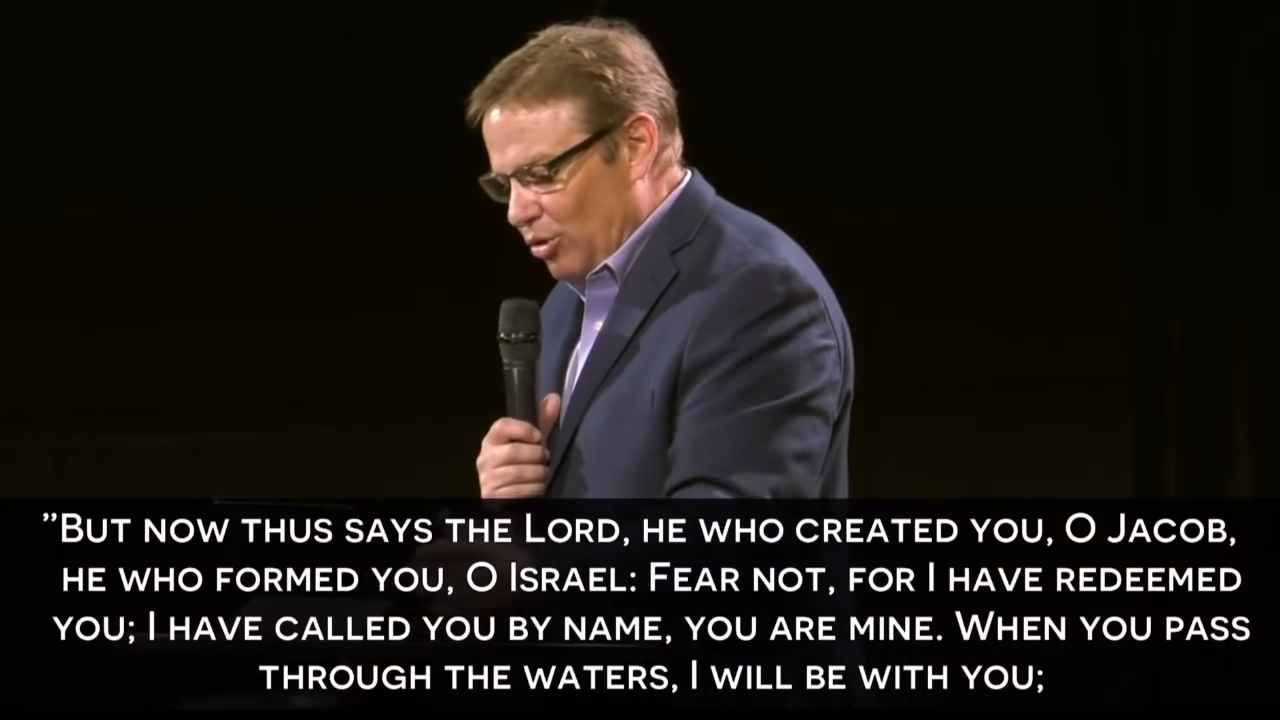 ”But now thus says the Lord, he who created you, O Jacob,
he who formed you, O Israel: Fear not, for I have redeemed
you; I have called you by name, you are mine. When you pass
through the waters, I will be with you;